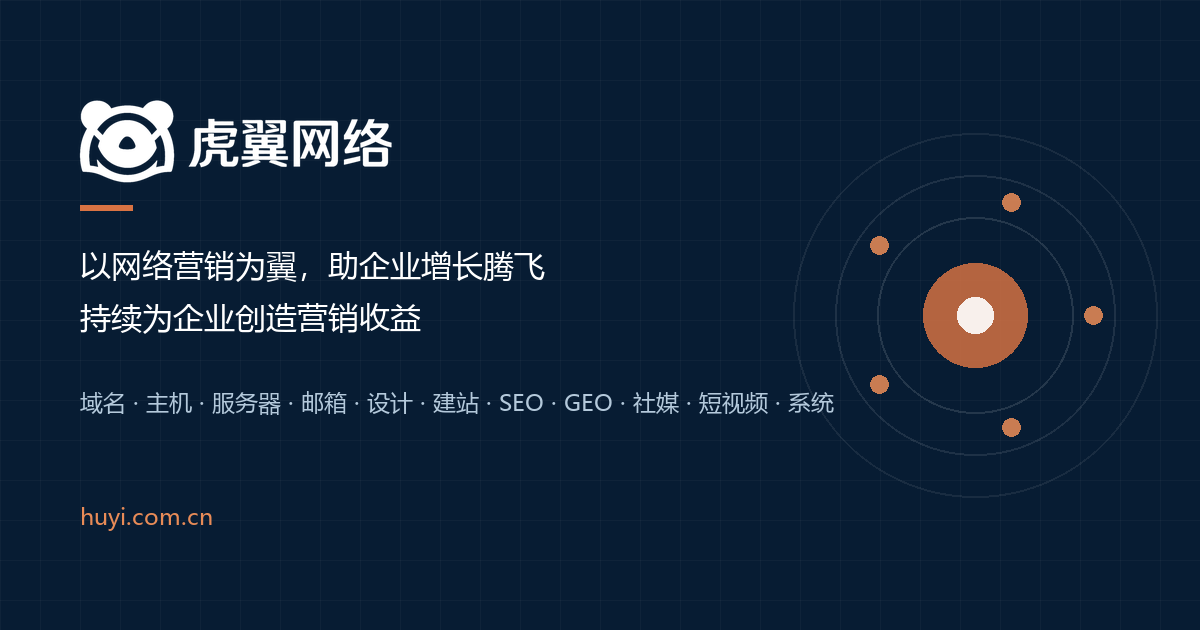 虎翼网络
以网络营销为翼，助企业增长腾飞
持续为企业创造营销收益
域名 · 主机 · 服务器 · 邮箱 · 设计 · 建站 · SEO · GEO · 社媒 · 短视频 · 系统
huyi.com.cn